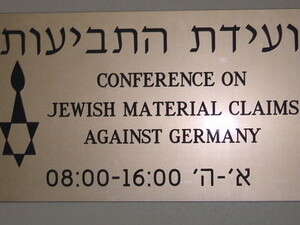 ועידת התביעות
CONFERENCE ON
JEWISH MATERIAL CLAIMS
AGAINST GERMANY
08:00-16:00 א'-ה'